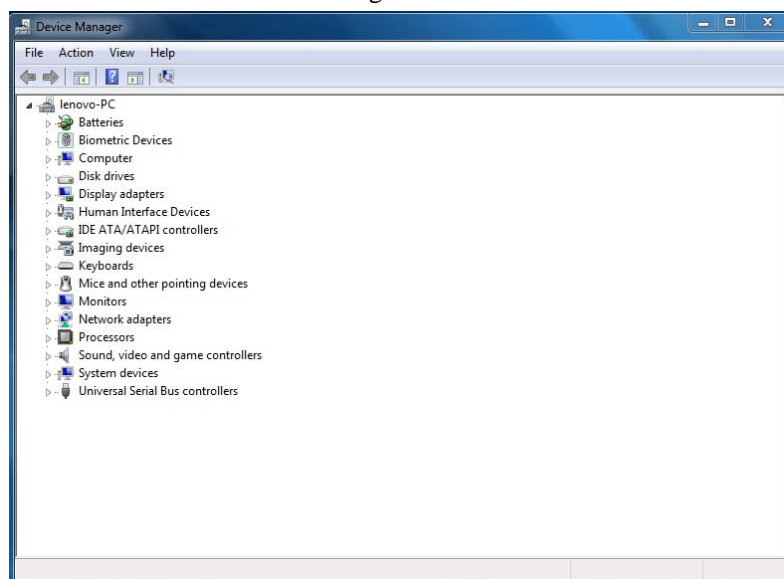 Device Manager
File Action View Help
lenovo-PC
Batteries
Biometric Devices
Computer
Disk drives
Display adapters
Human Interface Devices
IDE ATA/ATAPI controllers
Imaging devices
Keyboards
Mice and other pointing devices
Monitors
Network adapters
Processors
Sound, video and game controllers
System devices
Universal Serial Bus controllers